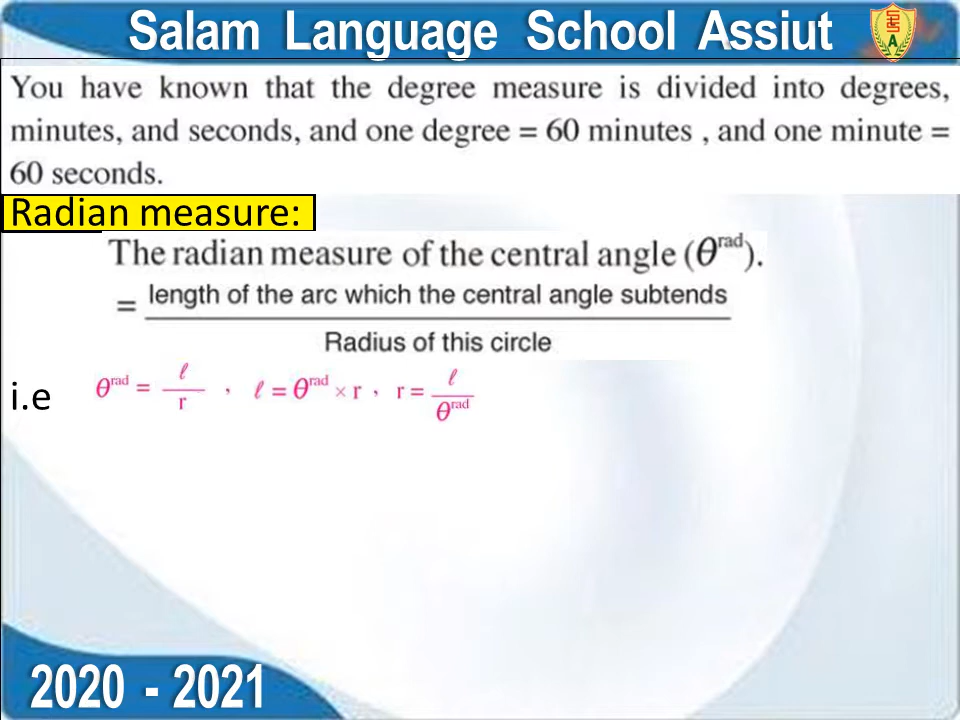 Salam Language School Assiut
You have known that the degree measure is divided into degrees,
minutes, and seconds, and one degree = 60 minutes , and one minute =
60 seconds.
Radian measure:
The radian measure of the central angle (θ^rad).
= length of the arc which the central angle subtends
Radius of this circle
i.e θ^rad = ℓ / r , ℓ = θ^rad × r , r = ℓ / θ^rad
2020 - 2021